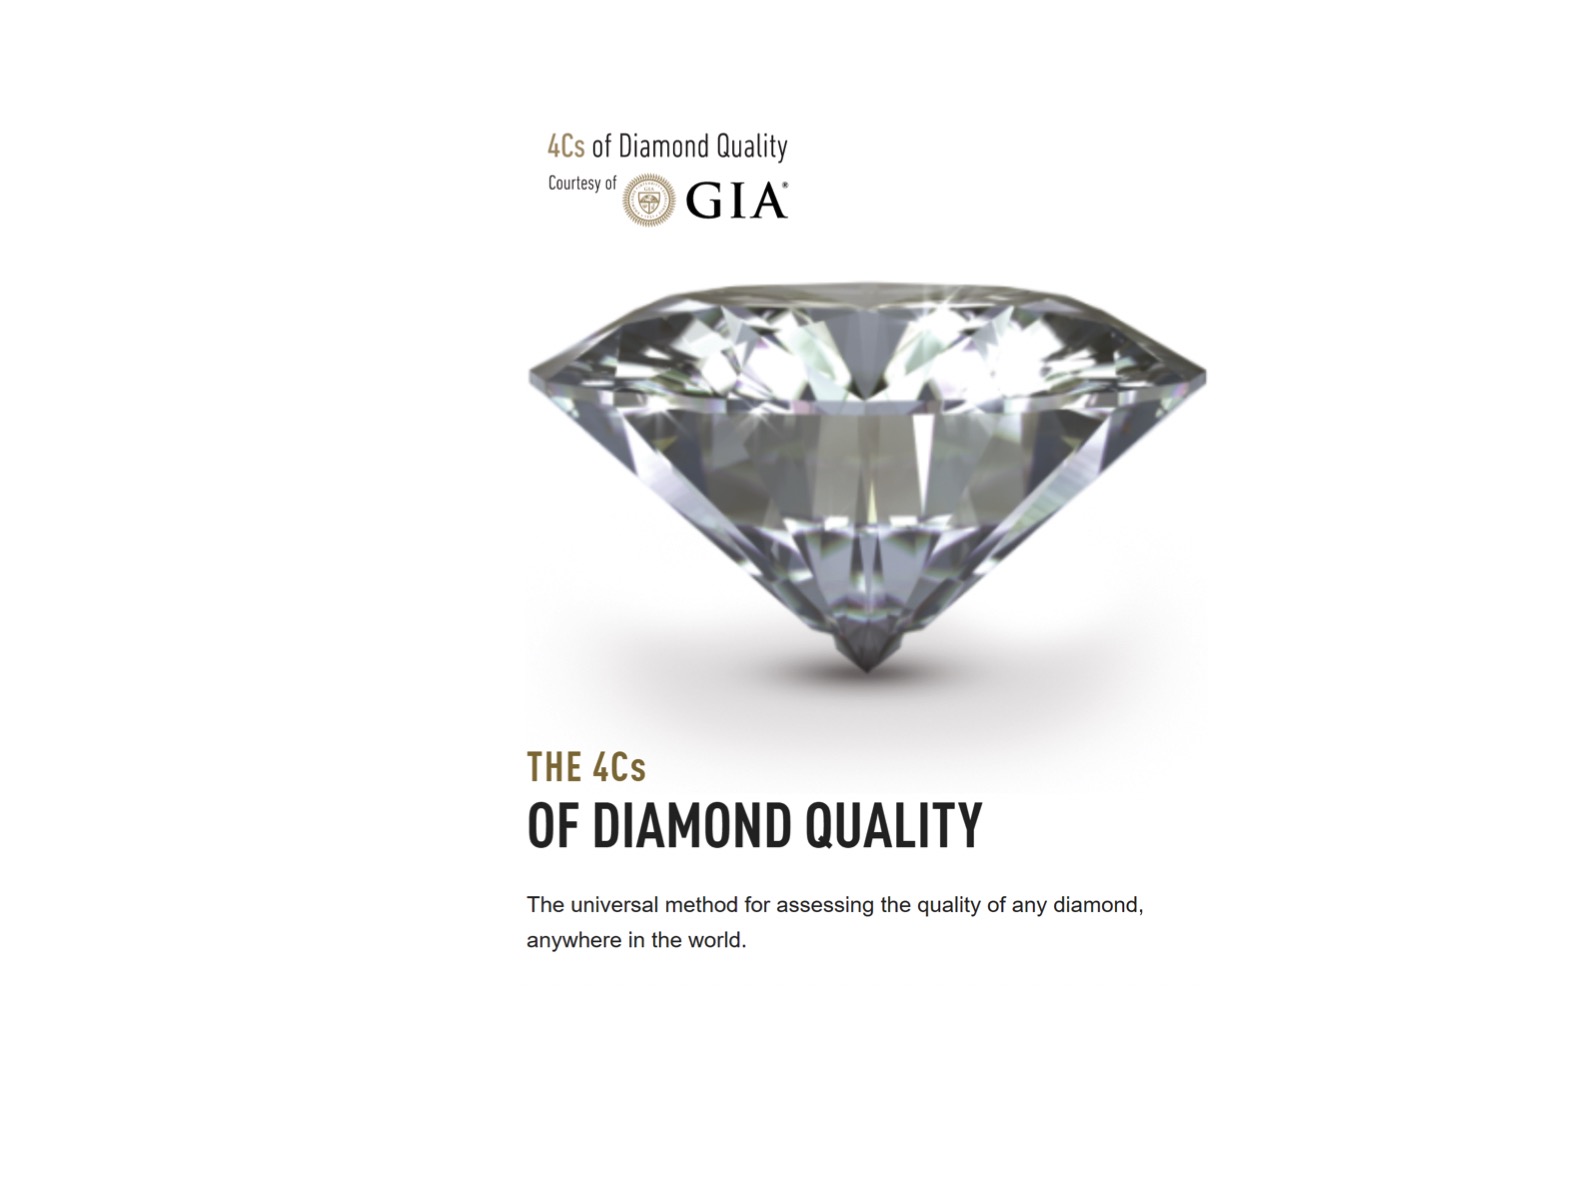 4Cs of Diamond Quality
Courtesy of GIA®
THE 4Cs
OF DIAMOND QUALITY
The universal method for assessing the quality of any diamond,
anywhere in the world.